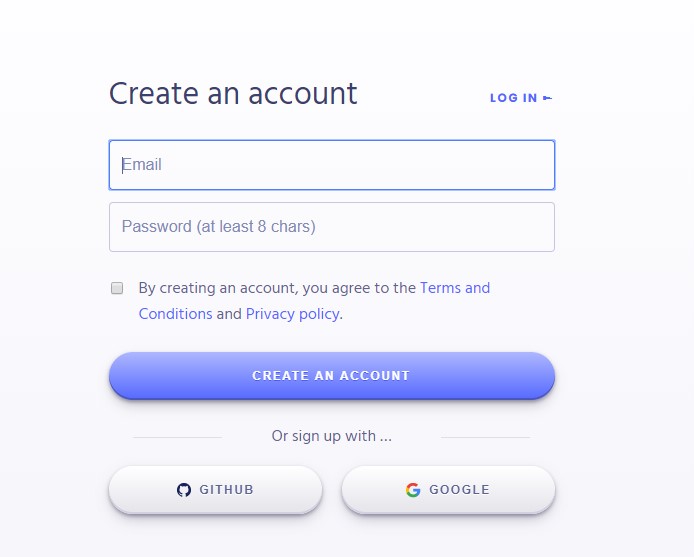 Create an account
LOG IN
Email
Password (at least 8 chars)
By creating an account, you agree to the Terms and
Conditions and Privacy policy.
CREATE AN ACCOUNT
Or sign up with ...
GITHUB
GOOGLE